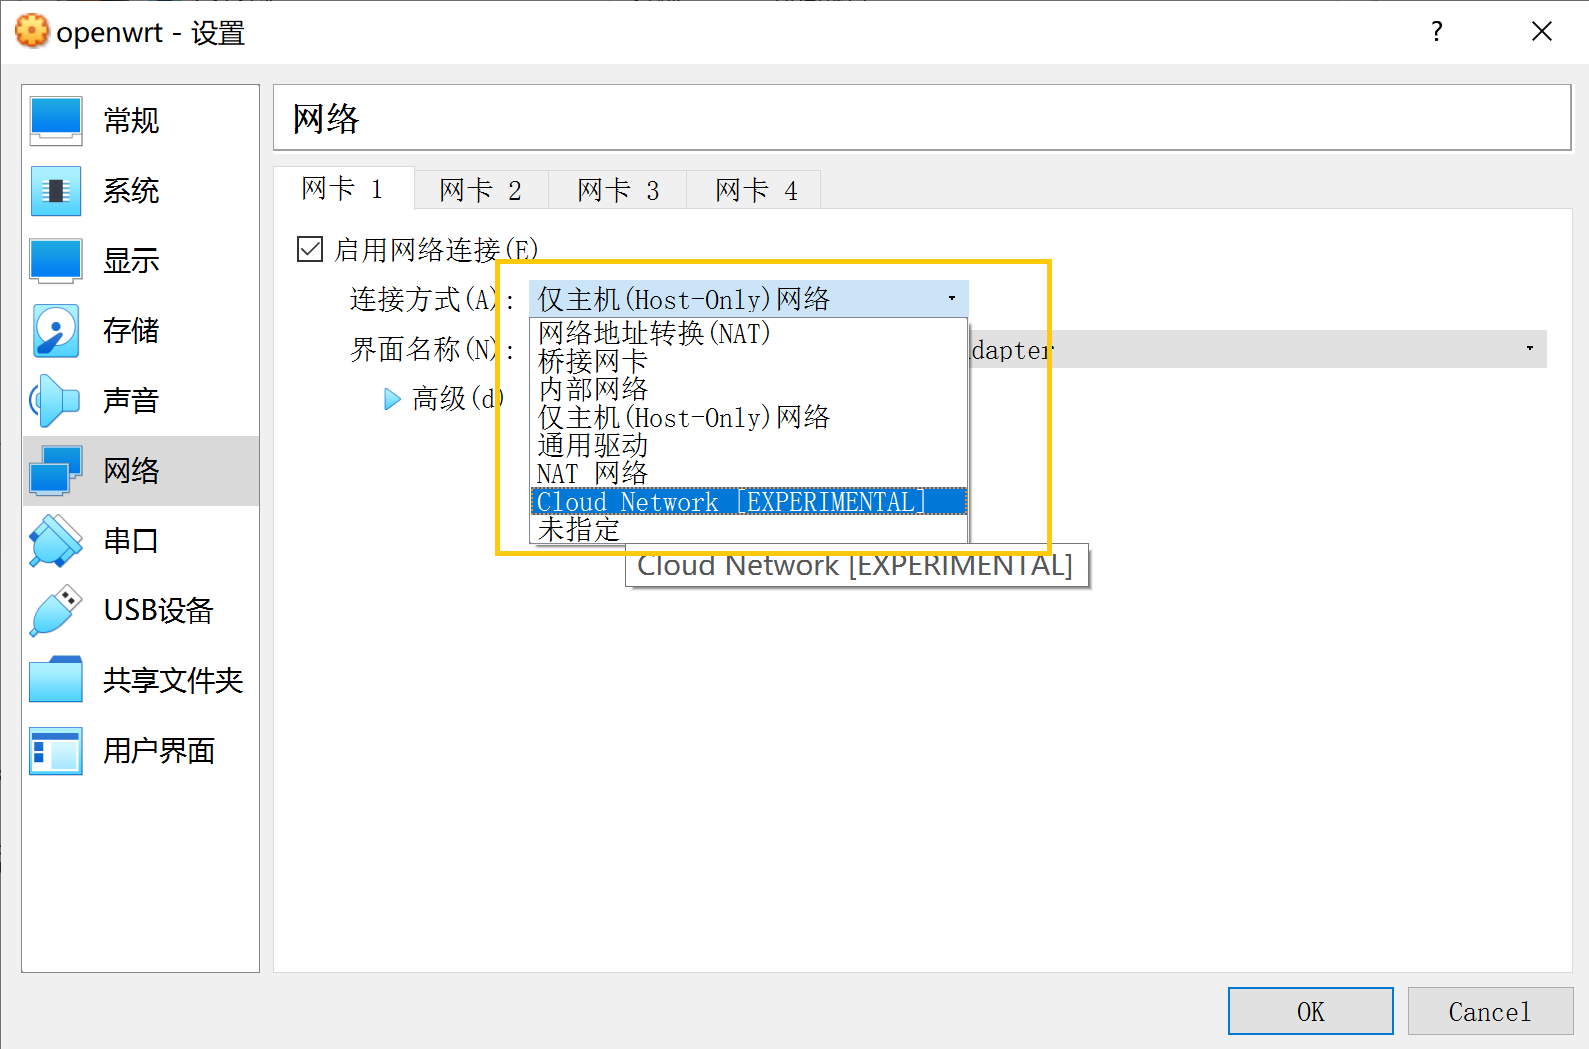 openwrt - 设置
?
常规
系统
显示
存储
声音
网络
串口
USB设备
共享文件夹
用户界面
网络
网卡 1
网卡 2
网卡 3
网卡 4
启用网络连接(E)
连接方式(A):
仅主机(Host-Only)网络
网络地址转换(NAT)
桥接网卡
内部网络
仅主机(Host-Only)网络
通用驱动
NAT 网络
Cloud Network [EXPERIMENTAL]
未指定
界面名称(N):
dapter
高级(d)
Cloud Network [EXPERIMENTAL]
OK
Cancel